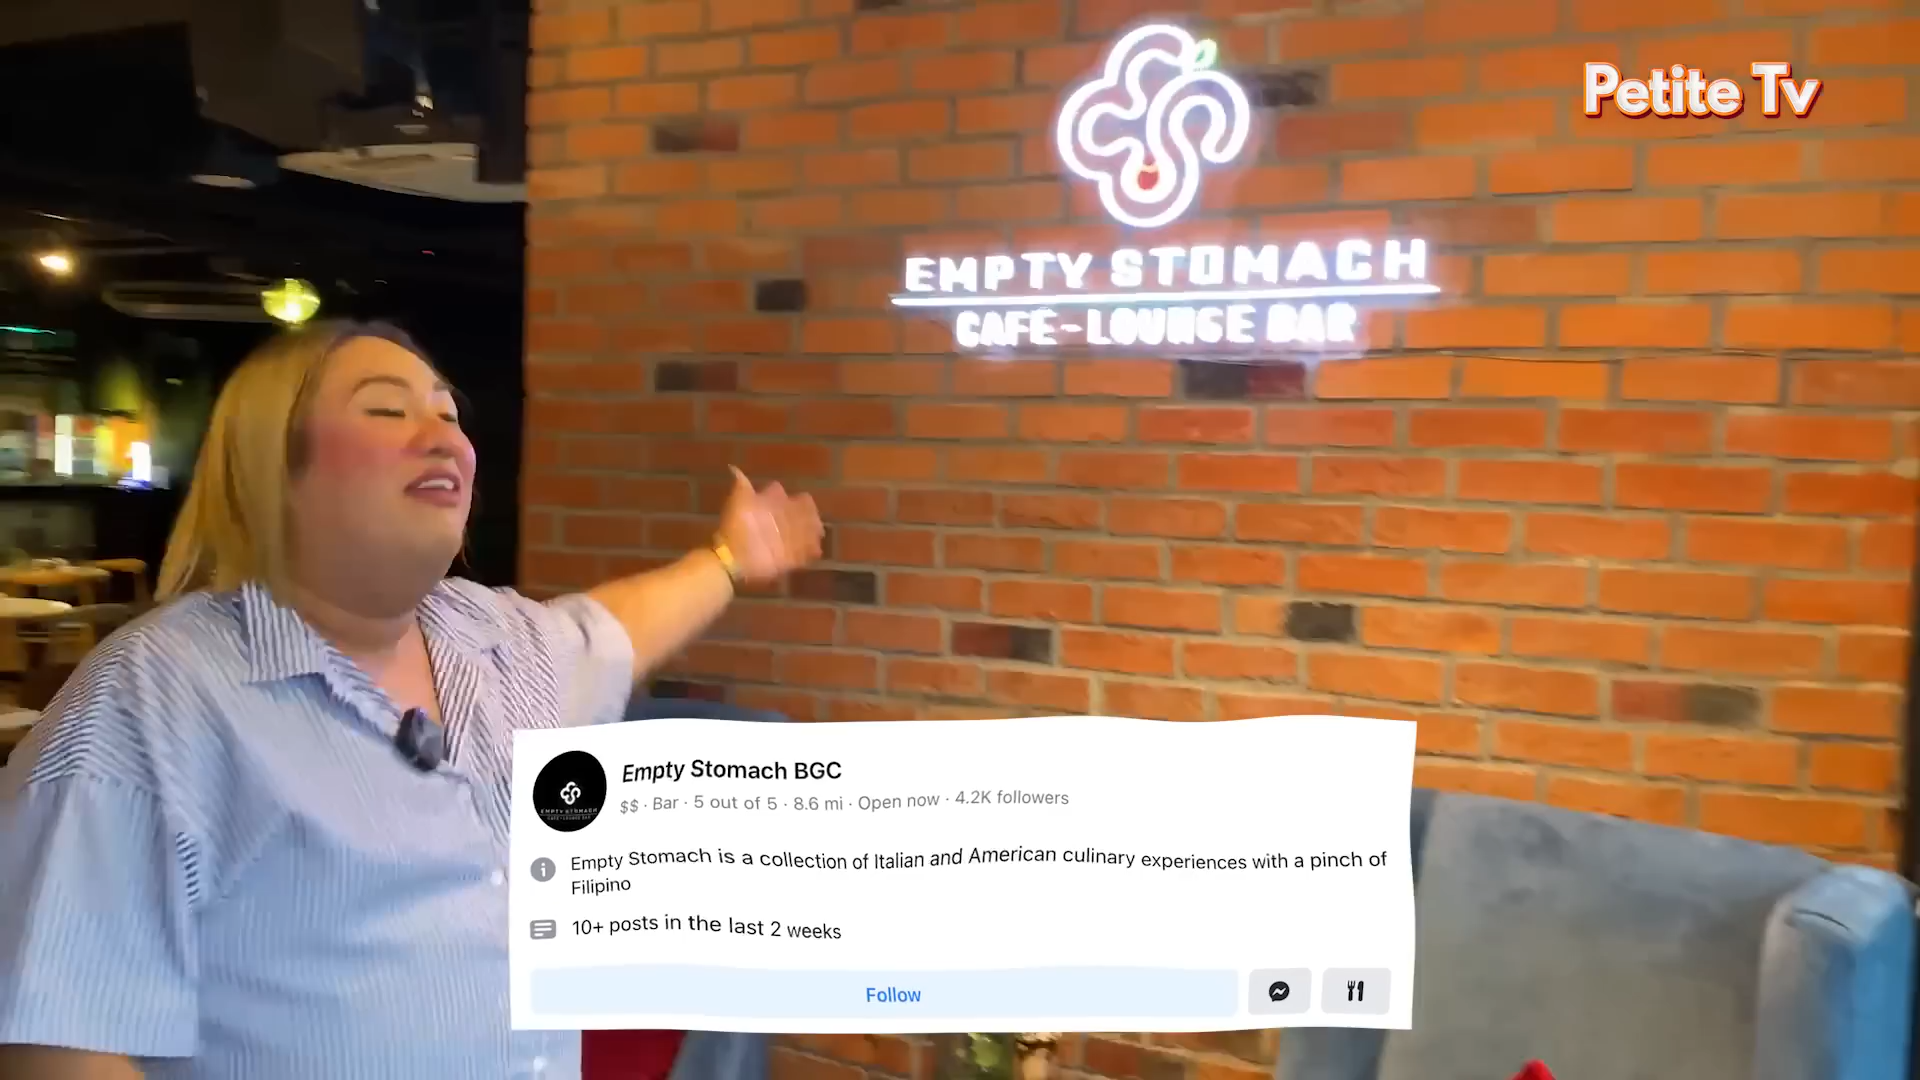 Petite Tv
EMPTY STOMACH
CAFE-LOUNGE BAR
Empty Stomach BGC
$$ · Bar · 5 out of 5 · 8.6 mi · Open now · 4.2K followers
Empty Stomach is a collection of Italian and American culinary experiences with a pinch of
Filipino
10+ posts in the last 2 weeks
Follow